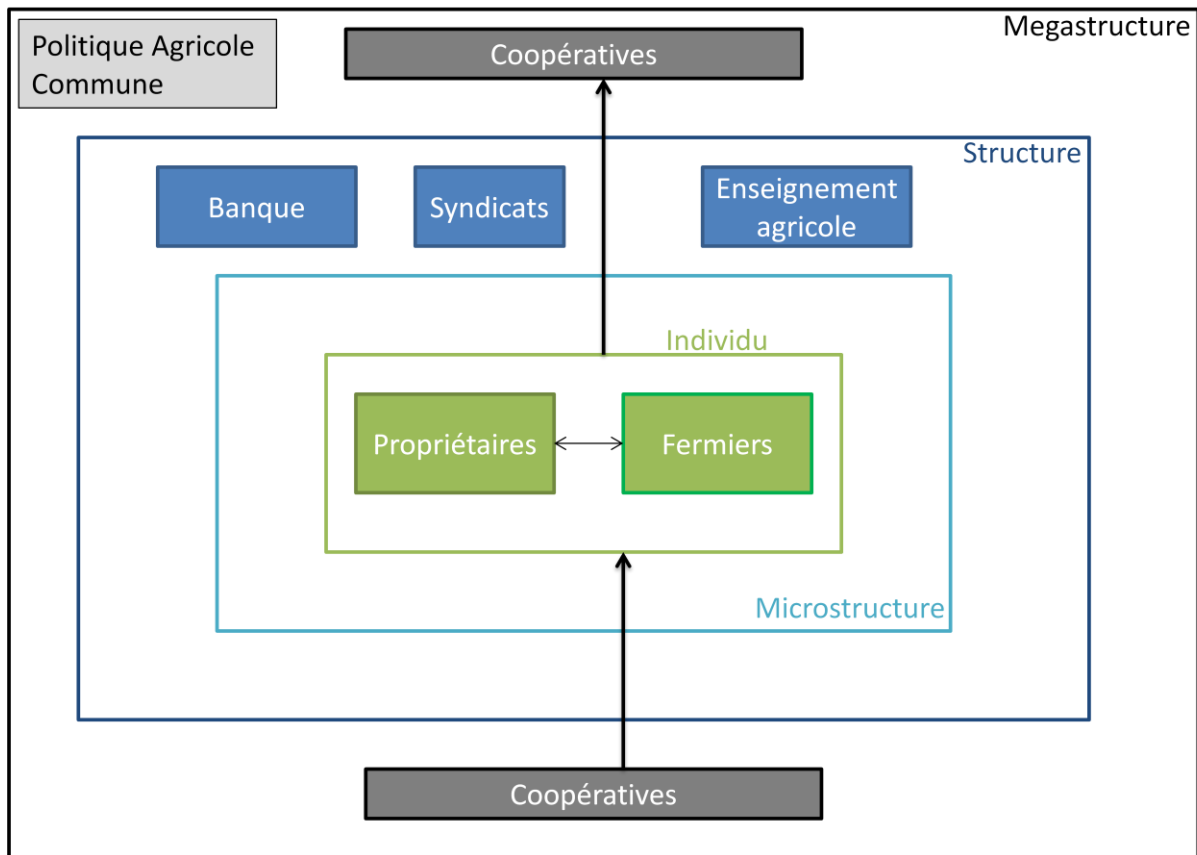 Politique Agricole
Commune
Coopératives
Megastructure
Structure
Banque
Syndicats
Enseignement
agricole
Individu
Propriétaires
Fermiers
Microstructure
Coopératives